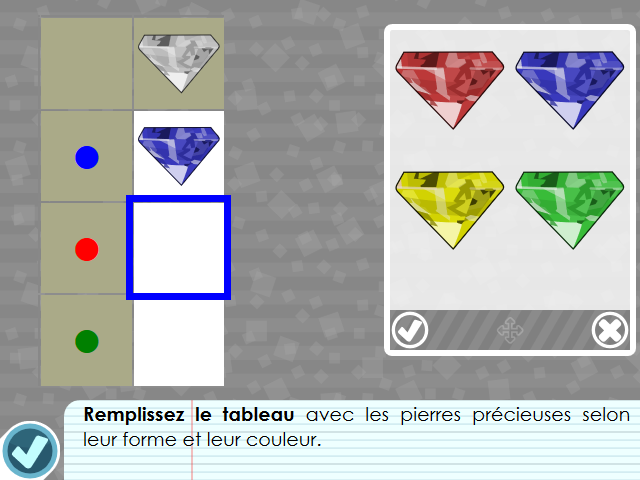 Remplissez le tableau avec les pierres précieuses selon
leur forme et leur couleur.